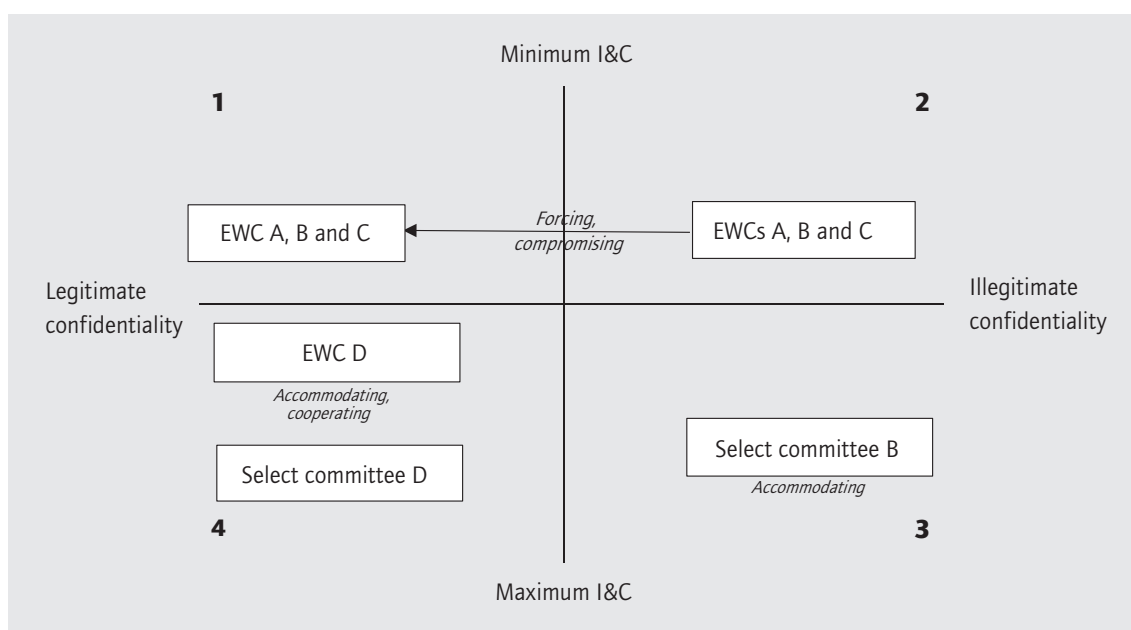 Minimum I&C
1
2
EWC A, B and C
Forcing,
compromising
EWCs A, B and C
Legitimate
confidentiality
Illegitimate
confidentiality
EWC D
Accommodating,
cooperating
Select committee D
Select committee B
Accommodating
4
3
Maximum I&C